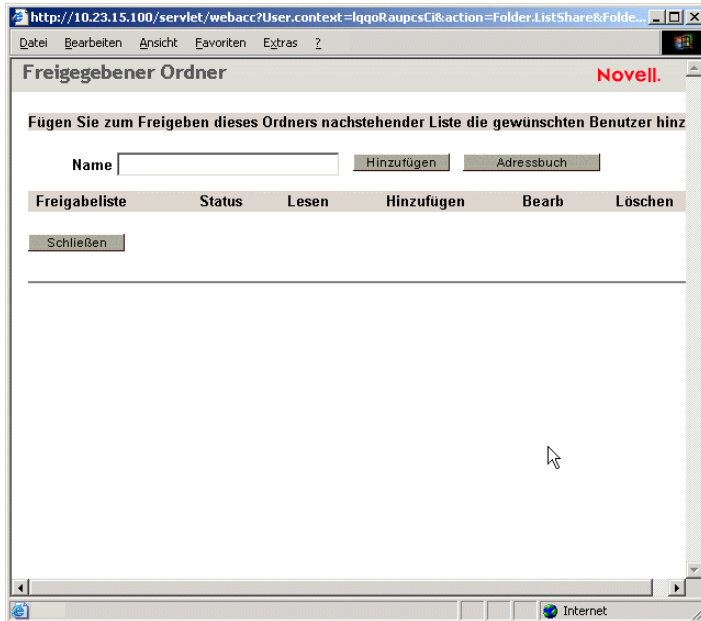 http://10.23.15.100/servlet/webacc?User.context=lqqoRaupcsCi&action=Folder.ListShare&Folde...
Datei Bearbeiten Ansicht Favoriten Extras ?
Freigegebener Ordner
Novell.
Fügen Sie zum Freigeben dieses Ordners nachstehender Liste die gewünschten Benutzer hinz
Name Hinzufügen Adressbuch
Freigabeliste Status Lesen Hinzufügen Bearb Löschen
Schließen
Internet